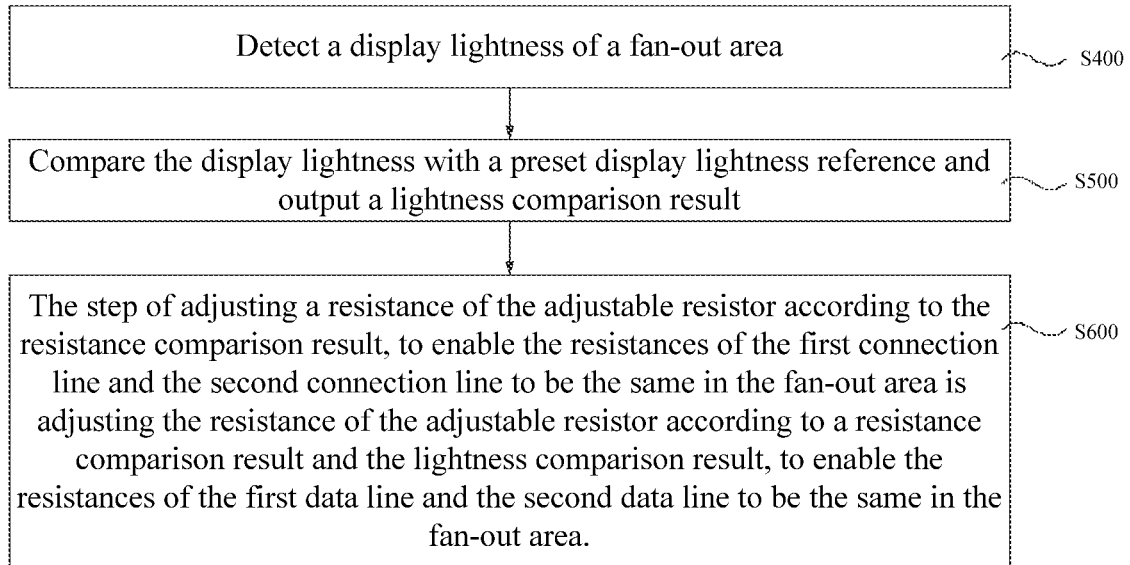 Detect a display lightness of a fan-out area
S400
Compare the display lightness with a preset display lightness reference and
output a lightness comparison result
S500
The step of adjusting a resistance of the adjustable resistor according to the
resistance comparison result, to enable the resistances of the first connection
line and the second connection line to be the same in the fan-out area is
adjusting the resistance of the adjustable resistor according to a resistance
comparison result and the lightness comparison result, to enable the
resistances of the first data line and the second data line to be the same in the
fan-out area.
S600